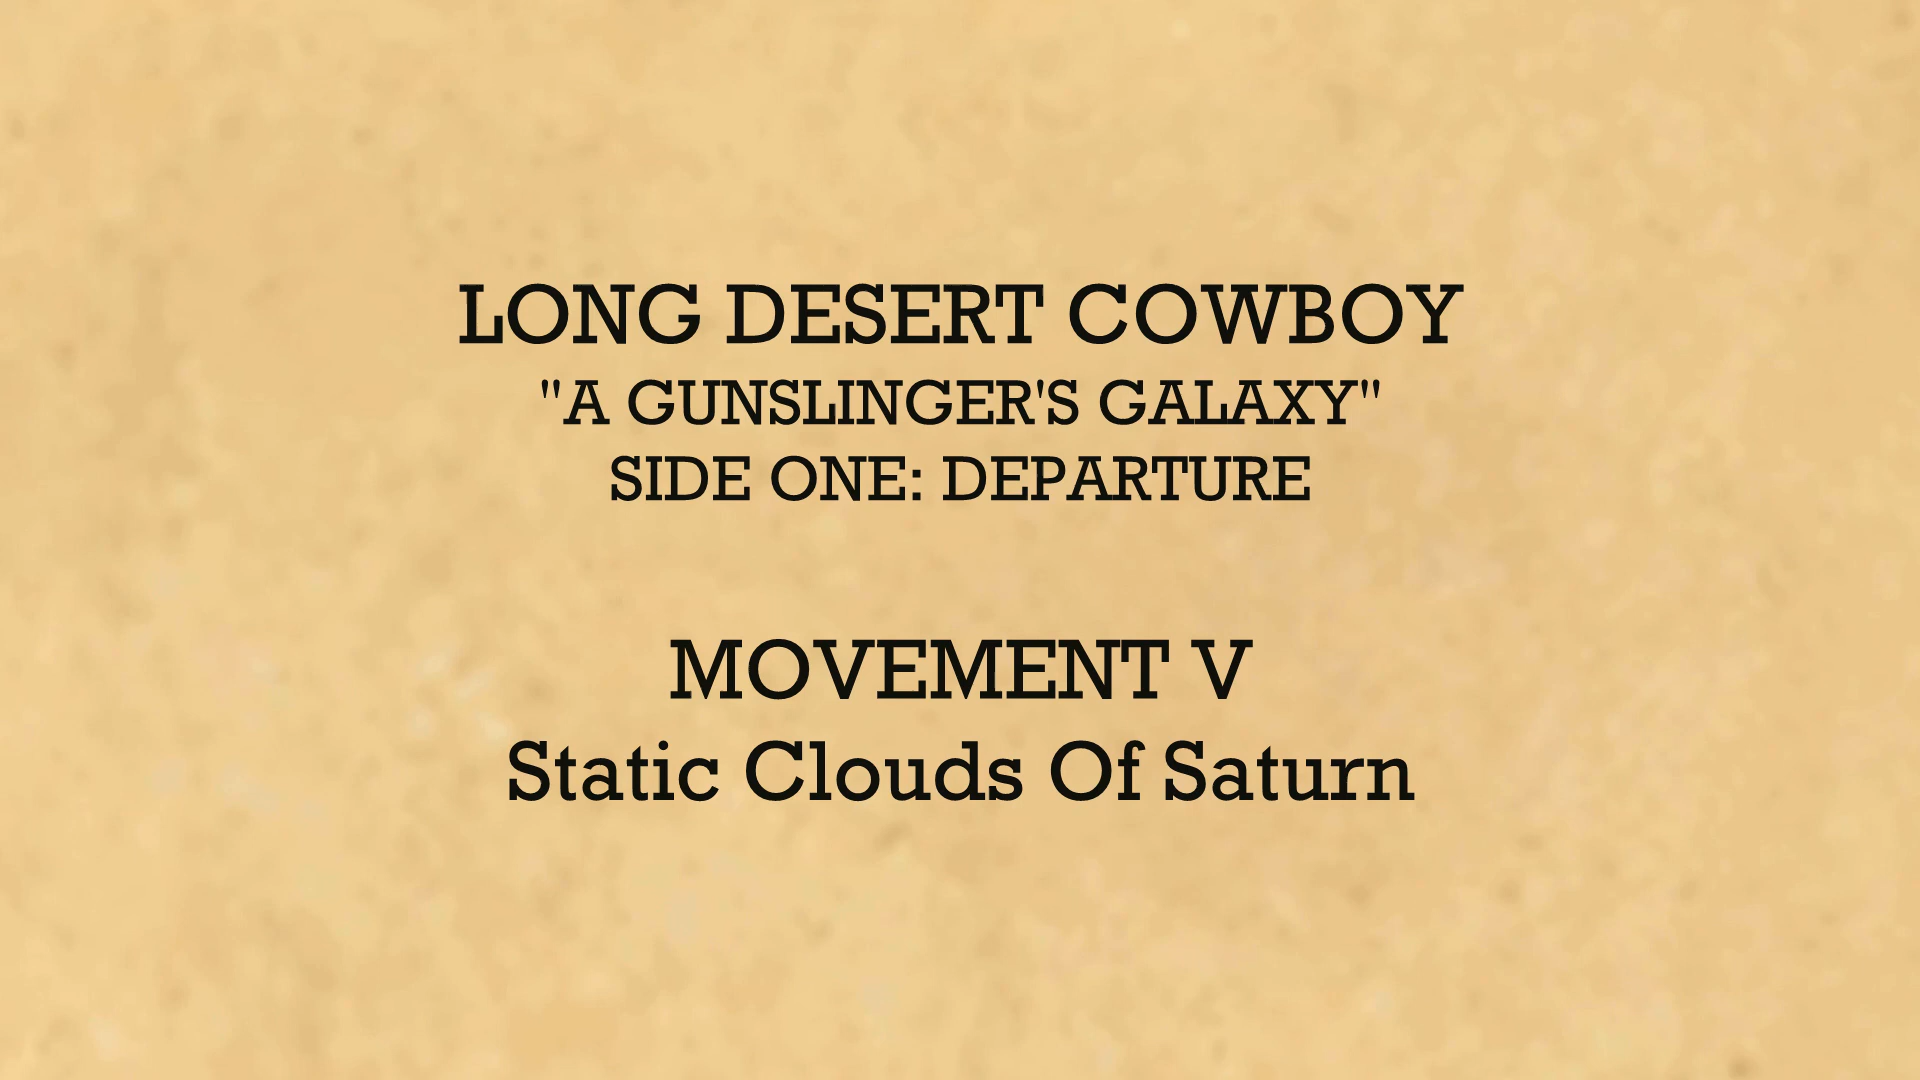 LONG DESERT COWBOY
"A GUNSLINGER'S GALAXY"
SIDE ONE: DEPARTURE
MOVEMENT V
Static Clouds Of Saturn